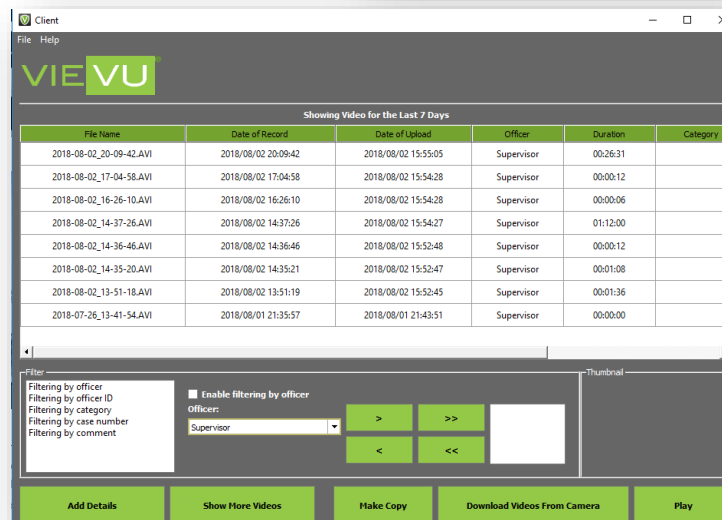 Client
File Help
VIEVU®
Showing Video for the Last 7 Days
File Name Date of Record Date of Upload Officer Duration Category
2018-08-02_20-09-42.AVI 2018/08/02 20:09:42 2018/08/02 15:55:05 Supervisor 00:26:31
2018-08-02_17-04-58.AVI 2018/08/02 17:04:58 2018/08/02 15:54:28 Supervisor 00:00:12
2018-08-02_16-26-10.AVI 2018/08/02 16:26:10 2018/08/02 15:54:28 Supervisor 00:00:06
2018-08-02_14-37-26.AVI 2018/08/02 14:37:26 2018/08/02 15:54:27 Supervisor 01:12:00
2018-08-02_14-36-46.AVI 2018/08/02 14:36:46 2018/08/02 15:52:48 Supervisor 00:00:12
2018-08-02_14-35-20.AVI 2018/08/02 14:35:21 2018/08/02 15:52:47 Supervisor 00:01:08
2018-08-02_13-51-18.AVI 2018/08/02 13:51:19 2018/08/02 15:52:45 Supervisor 00:01:36
2018-07-26_13-41-54.AVI 2018/08/01 21:35:57 2018/08/01 21:43:51 Supervisor 00:00:00
Filter Thumbnail
Filtering by officer
Filtering by officer ID
Filtering by category
Filtering by case number
Filtering by comment
Enable filtering by officer
Officer:
Supervisor
> >>
< <<
Add Details Show More Videos Make Copy Download Videos From Camera Play